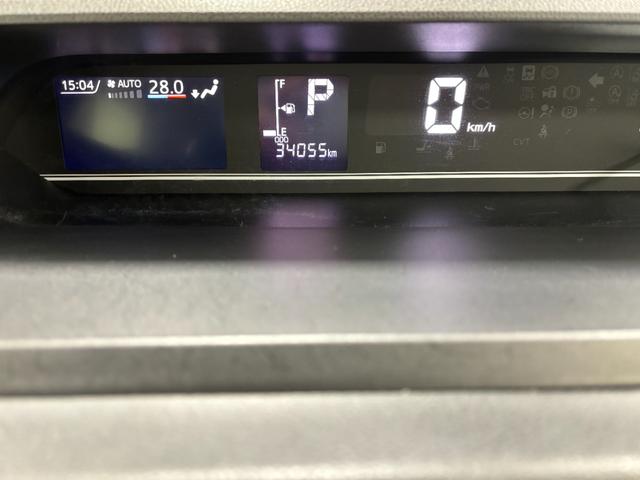 15:04 AUTO 28.0
F
P
E
ODO
34055km
0 km/h
CVT